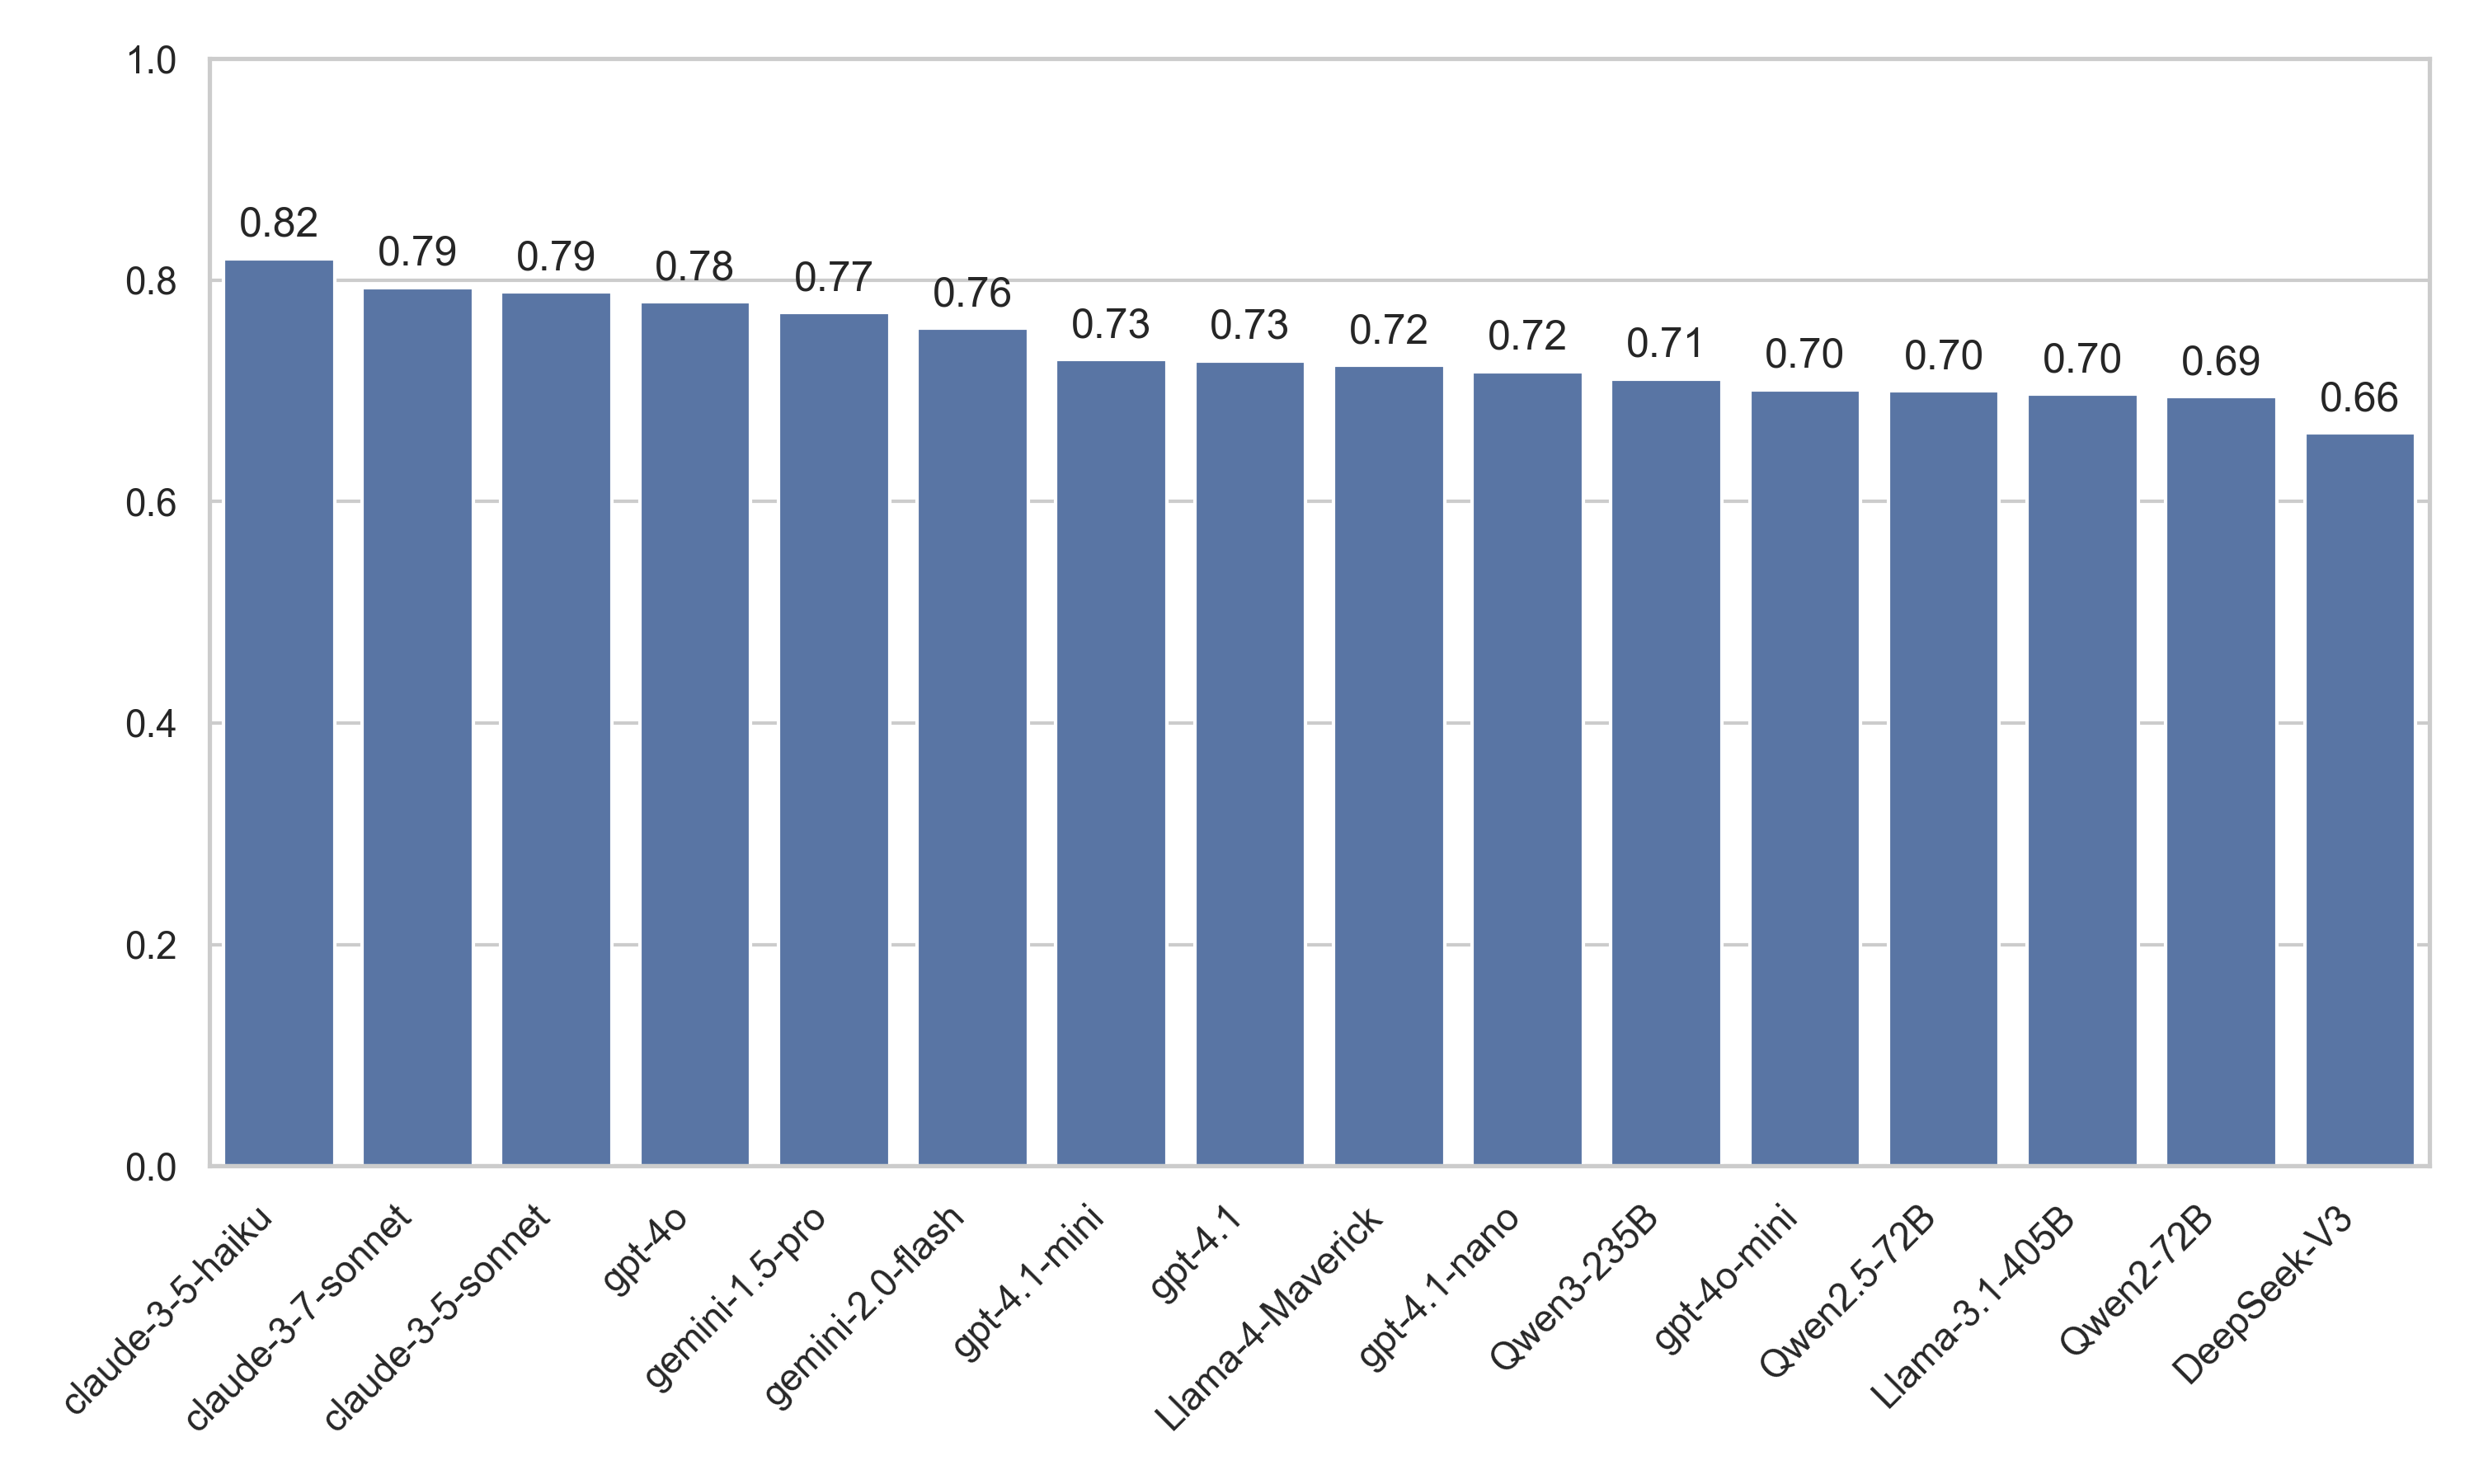 1.0
0.8
0.6
0.4
0.2
0.0
0.82
0.79
0.79
0.78
0.77
0.76
0.73
0.73
0.72
0.72
0.71
0.70
0.70
0.70
0.69
0.66
claude-3-5-haiku
claude-3-7-sonnet
claude-3-5-sonnet
gpt-4o
gemini-1.5-pro
gemini-2.0-flash
gpt-4.1-mini
gpt-4.1
Llama-4-Maverick
gpt-4.1-nano
Qwen3-235B
gpt-4o-mini
Qwen2.5-72B
Llama-3.1-405B
Qwen2-72B
DeepSeek-V3